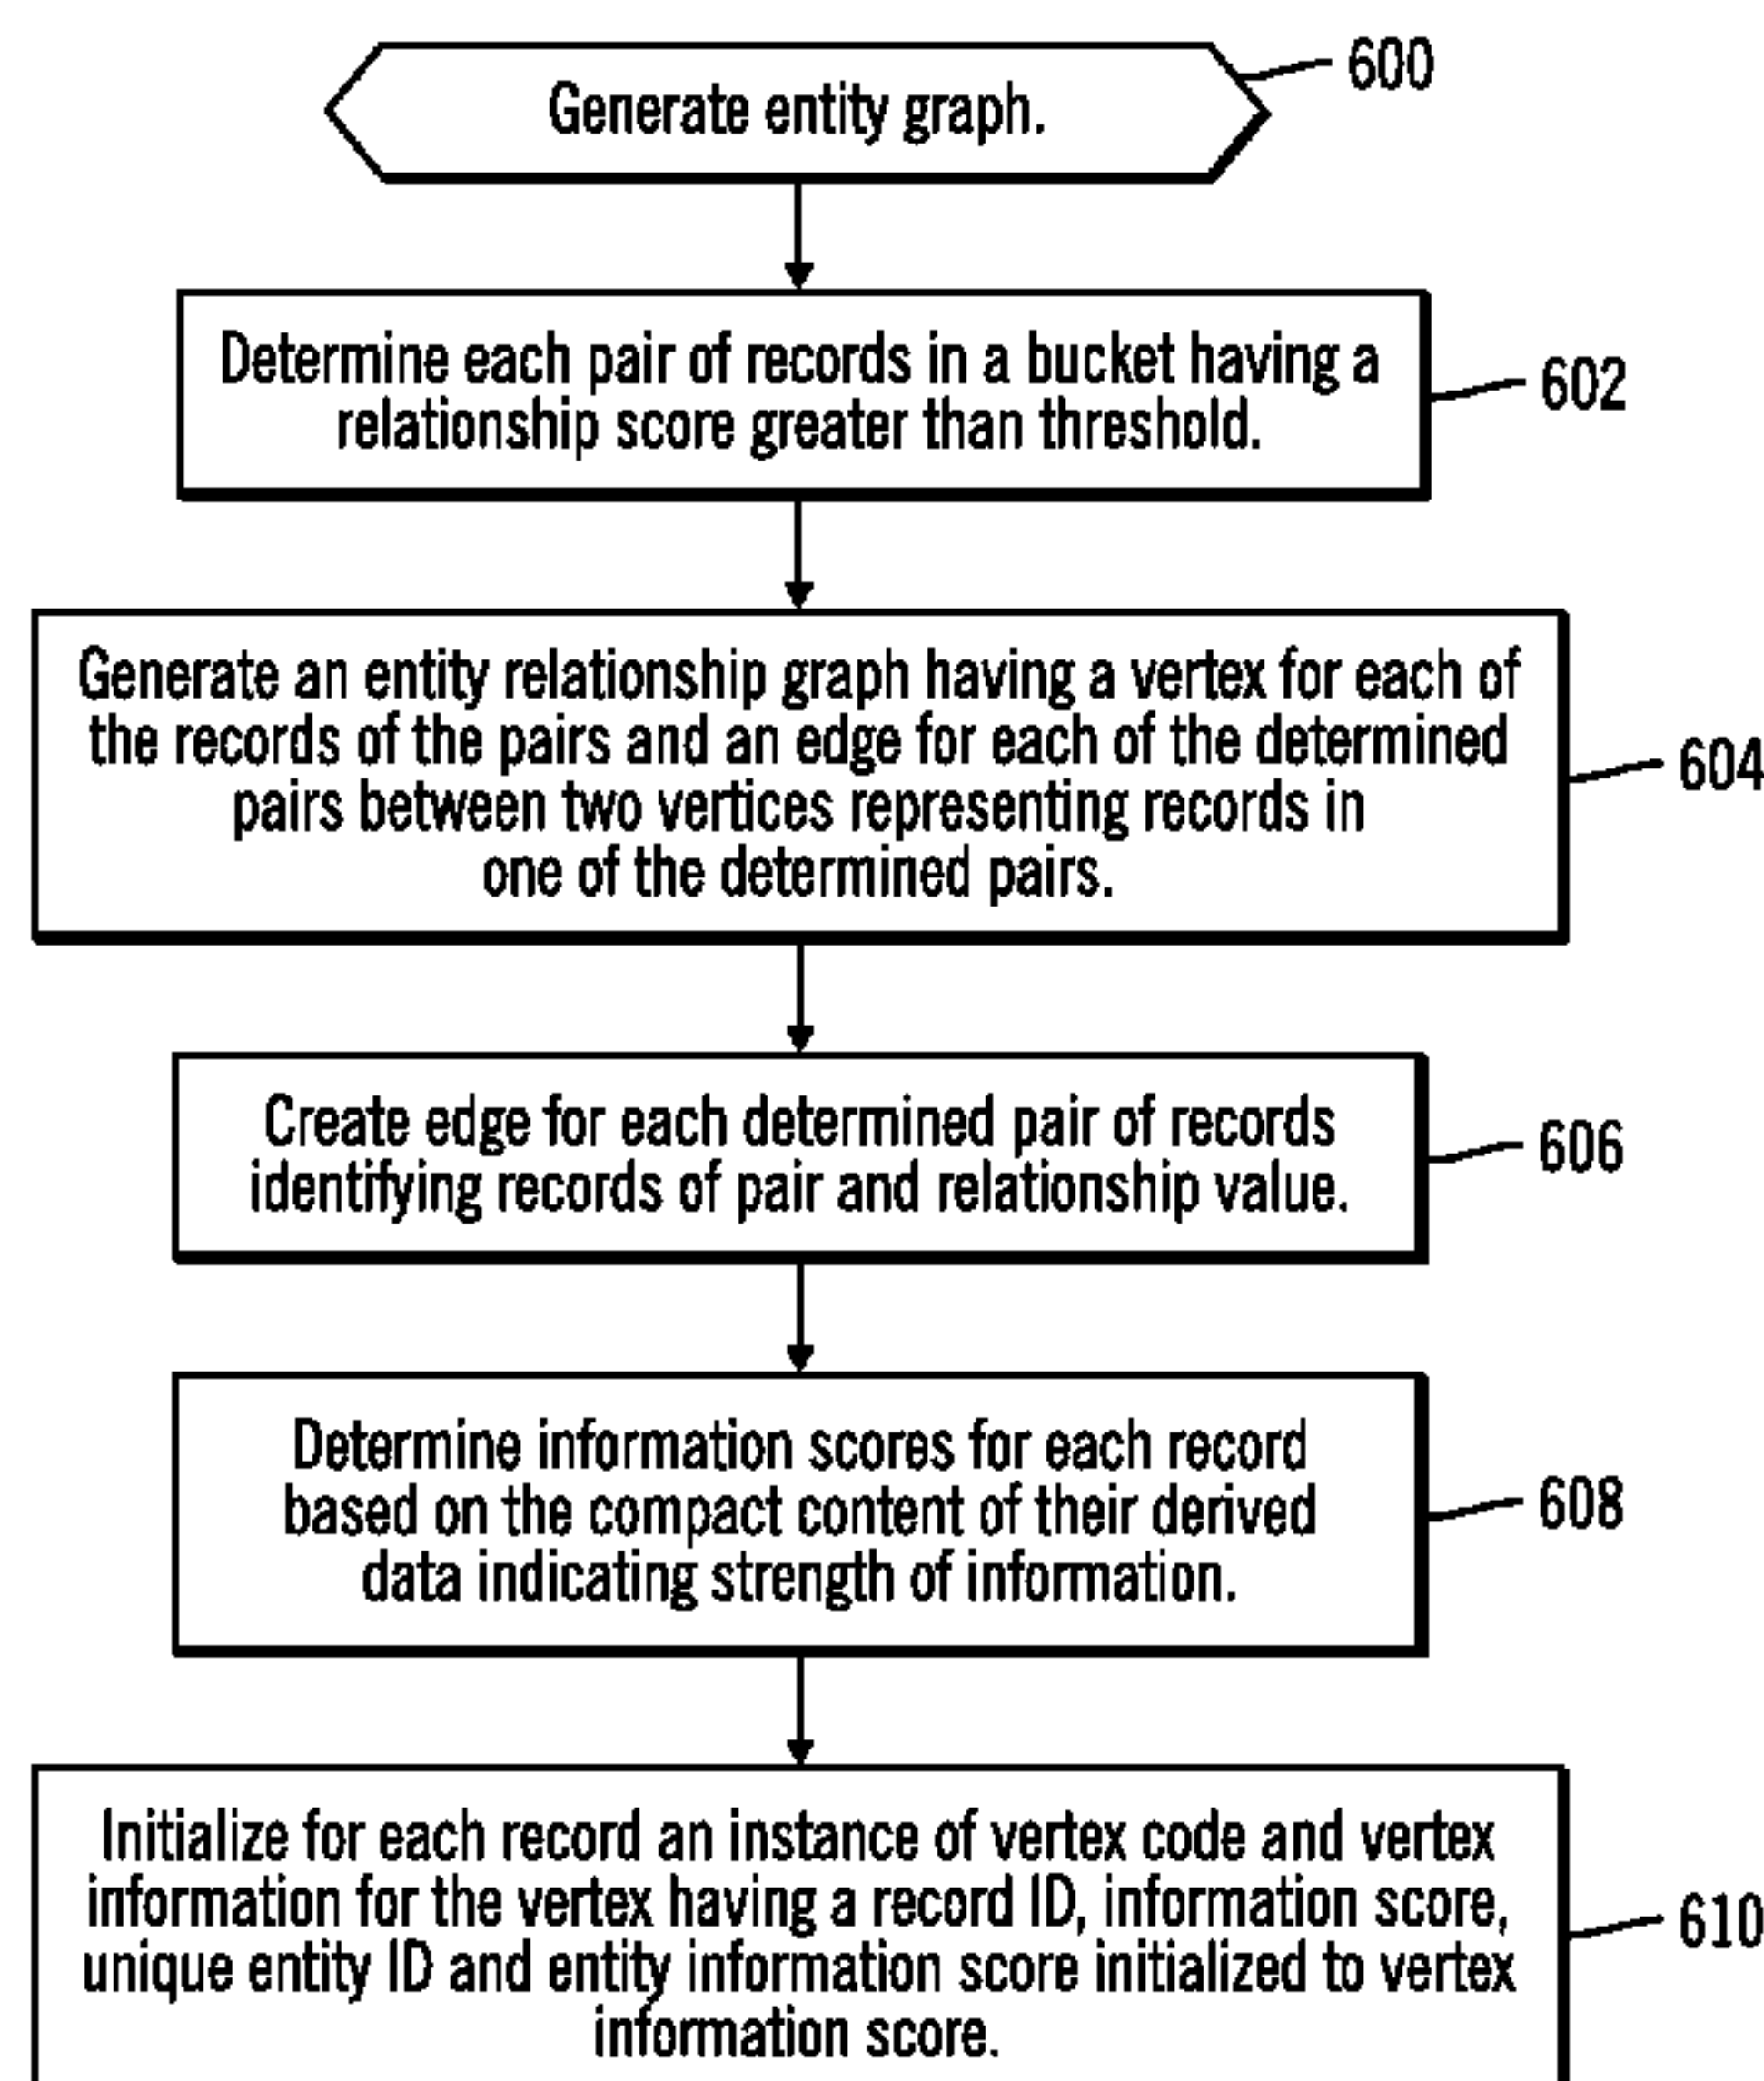 Generate entity graph.
600
Determine each pair of records in a bucket having a
relationship score greater than threshold.
602
Generate an entity relationship graph having a vertex for each of
the records of the pairs and an edge for each of the determined
pairs between two vertices representing records in
one of the determined pairs.
604
Create edge for each determined pair of records
identifying records of pair and relationship value.
606
Determine information scores for each record
based on the compact content of their derived
data indicating strength of information.
608
Initialize for each record an instance of vertex code and vertex
information for the vertex having a record ID, information score,
unique entity ID and entity information score initialized to vertex
information score.
610